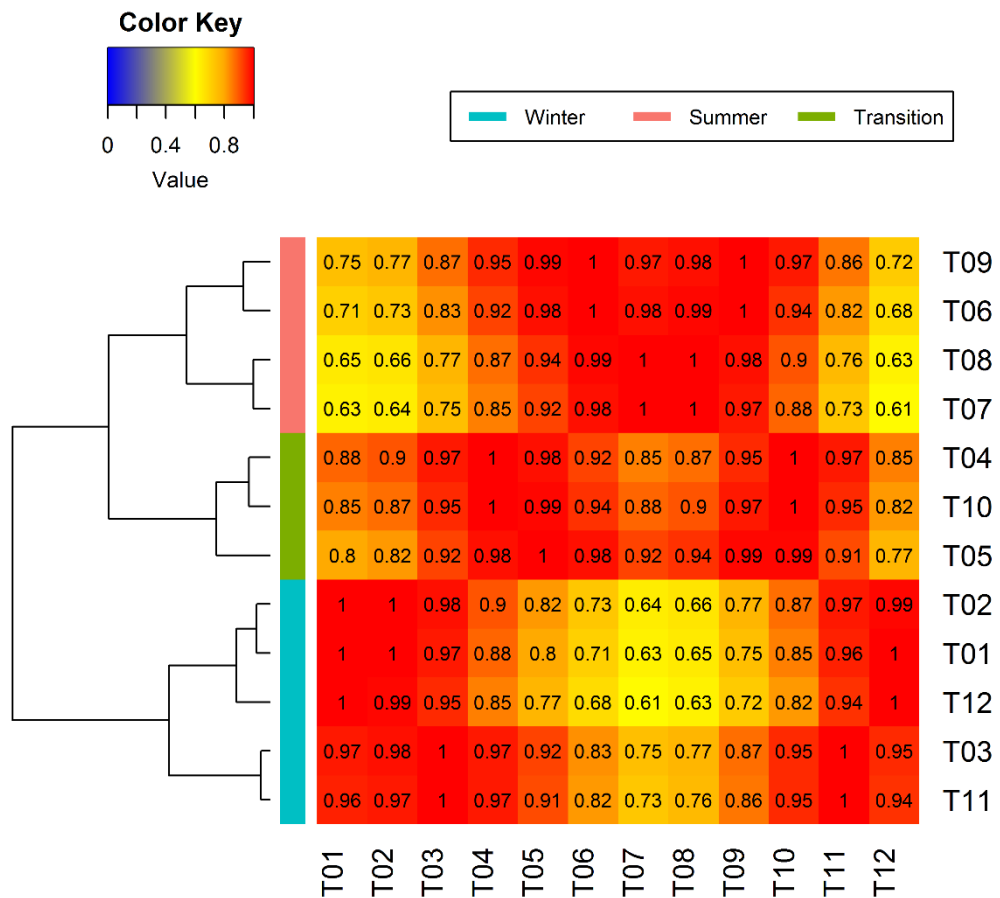 Color Key
0 0.4 0.8
Value
Winter Summer Transition
0.75 0.77 0.87 0.95 0.99 1 0.97 0.98 1 0.97 0.86 0.72 T09
0.71 0.73 0.83 0.92 0.98 1 0.98 0.99 1 0.94 0.82 0.68 T06
0.65 0.66 0.77 0.87 0.94 0.99 1 1 0.98 0.9 0.76 0.63 T08
0.63 0.64 0.75 0.85 0.92 0.98 1 1 0.97 0.88 0.73 0.61 T07
0.88 0.9 0.97 1 0.98 0.92 0.85 0.87 0.95 1 0.97 0.85 T04
0.85 0.87 0.95 1 0.99 0.94 0.88 0.9 0.97 1 0.95 0.82 T10
0.8 0.82 0.92 0.98 1 0.98 0.92 0.94 0.99 0.99 0.91 0.77 T05
1 1 0.98 0.9 0.82 0.73 0.64 0.66 0.77 0.87 0.97 0.99 T02
1 1 0.97 0.88 0.8 0.71 0.63 0.65 0.75 0.85 0.96 1 T01
1 0.99 0.95 0.85 0.77 0.68 0.61 0.63 0.72 0.82 0.94 1 T12
0.97 0.98 1 0.97 0.92 0.83 0.75 0.77 0.87 0.95 1 0.95 T03
0.96 0.97 1 0.97 0.91 0.82 0.73 0.76 0.86 0.95 1 0.94 T11
T01 T02 T03 T04 T05 T06 T07 T08 T09 T10 T11 T12